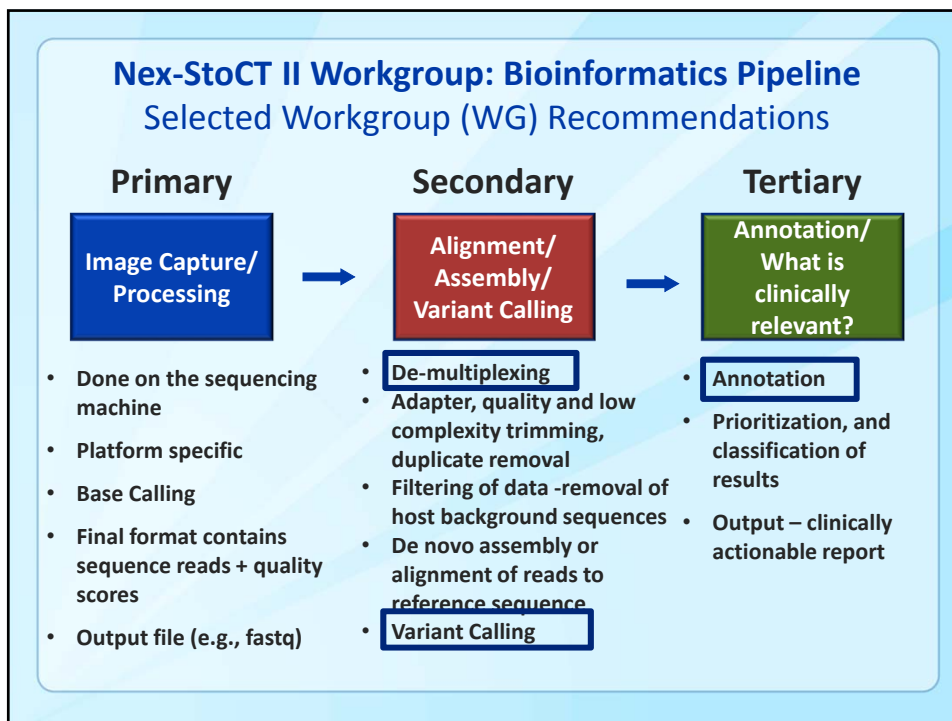 Nex-StoCT II Workgroup: Bioinformatics Pipeline
Selected Workgroup (WG) Recommendations
Primary
Image Capture/
Processing
• Done on the sequencing
machine
• Platform specific
• Base Calling
• Final format contains
sequence reads + quality
scores
• Output file (e.g., fastq)
Secondary
Alignment/
Assembly/
Variant Calling
• De-multiplexing
• Adapter, quality and low
complexity trimming,
duplicate removal
• Filtering of data -removal of
host background sequences
• De novo assembly or
alignment of reads to
reference sequence
• Variant Calling
Tertiary
Annotation/
What is
clinically
relevant?
• Annotation
• Prioritization, and
classification of
results
• Output – clinically
actionable report